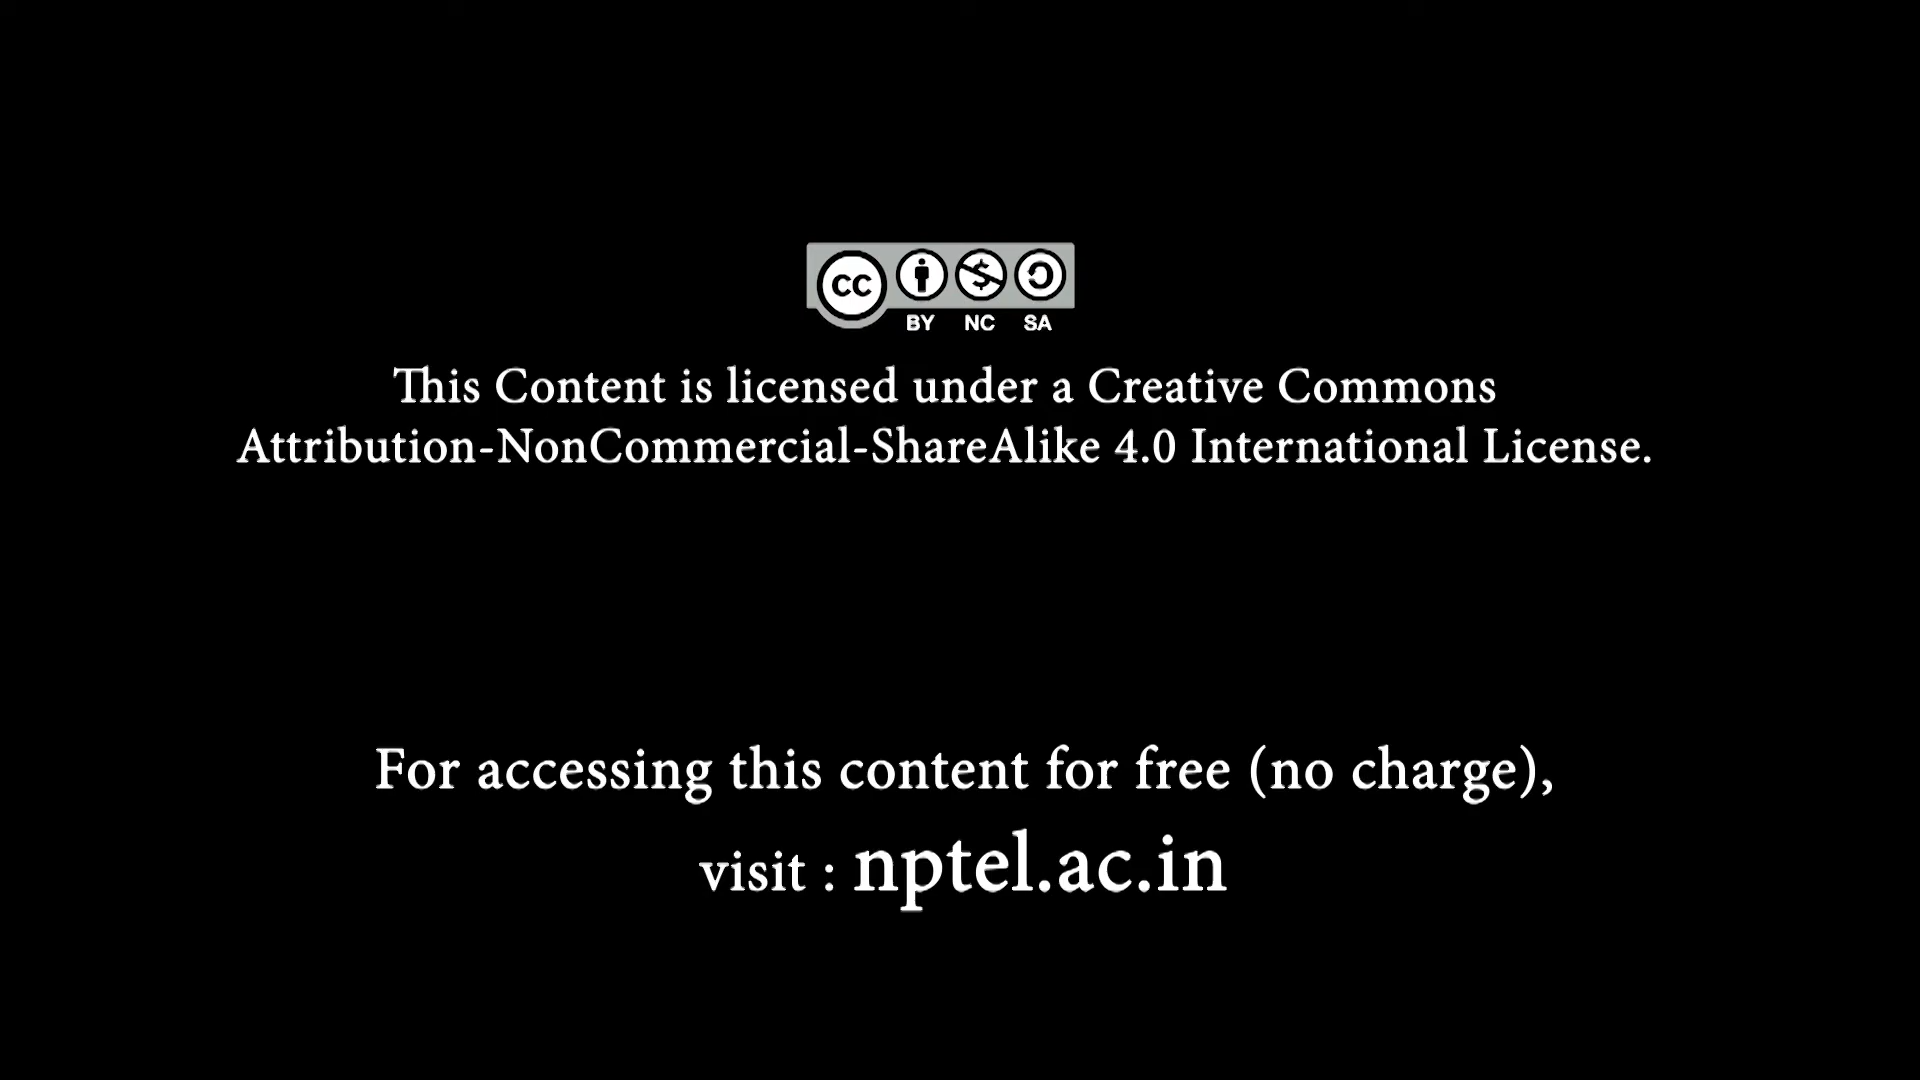 cc
BY NC SA
This Content is licensed under a Creative Commons
Attribution-NonCommercial-ShareAlike 4.0 International License.
For accessing this content for free (no charge),
visit : nptel.ac.in